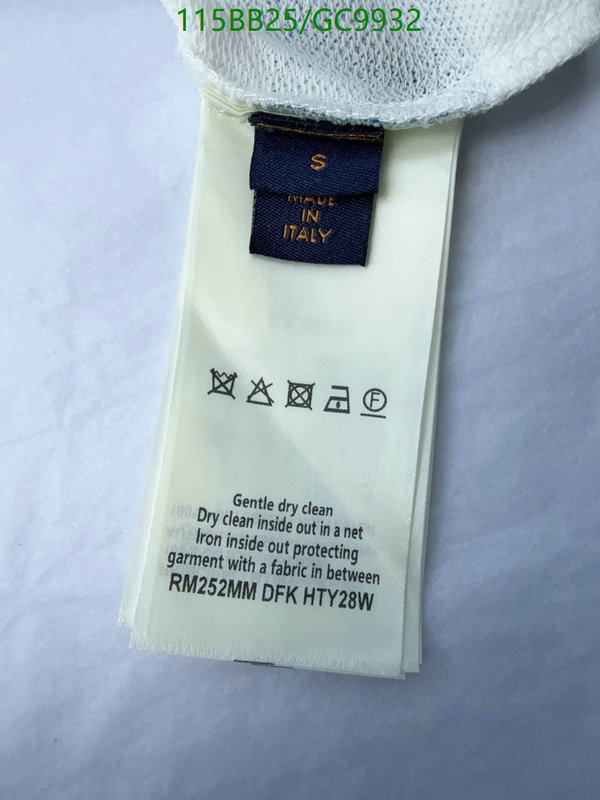 115BB25/GC9932
S
MADE
IN
ITALY
F
Gentle dry clean
Dry clean inside out in a net
Iron inside out protecting
garment with a fabric in between
RM252MM DFK HTY28W